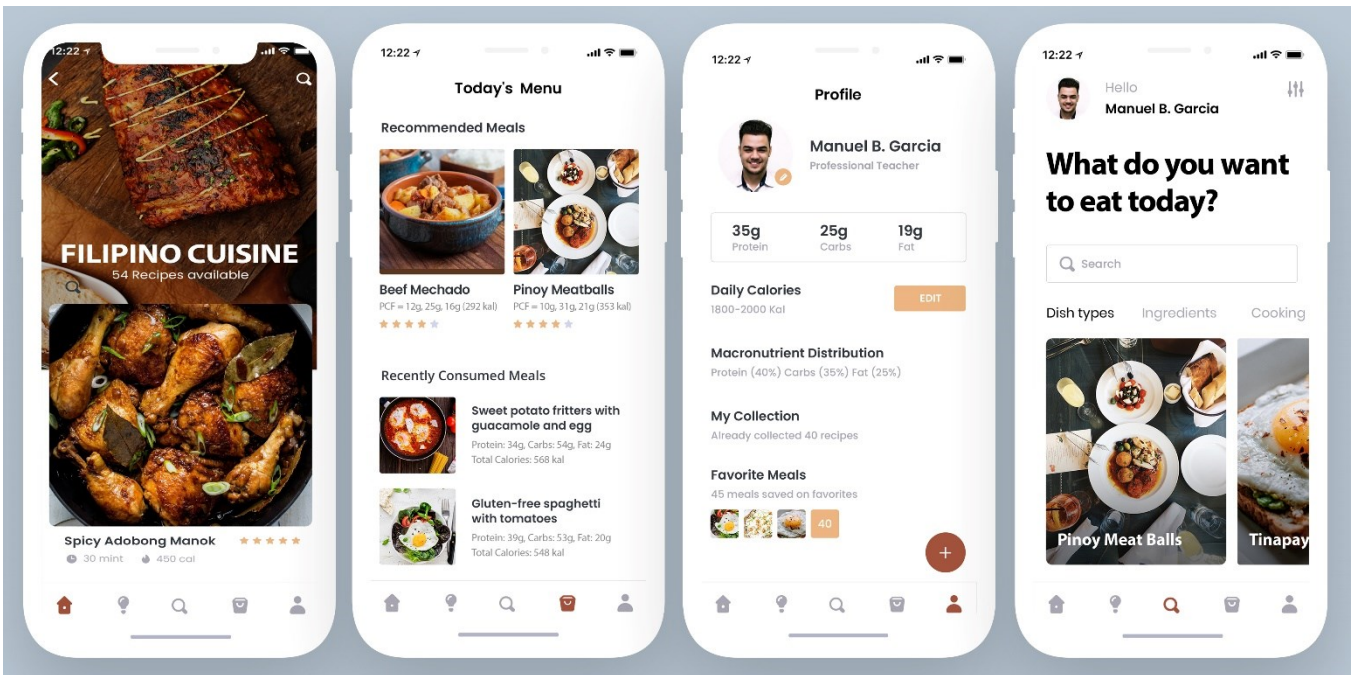 12:22
FILIPINO CUISINE
54 Recipes available
Spicy Adobong Manok
30 mint 450 cal
12:22
Today's Menu
Recommended Meals
Beef Mechado
PCF = 12g, 25g, 16g (292 kal)
Pinoy Meatballs
PCF = 10g, 31g, 21g (353 kal)
Recently Consumed Meals
Sweet potato fritters with
guacamole and egg
Protein: 34g, Carbs: 54g, Fat: 24g
Total Calories: 568 kal
Gluten-free spaghetti
with tomatoes
Protein: 39g, Carbs: 53g, Fat: 20g
Total Calories: 548 kal
12:22
Profile
Manuel B. Garcia
Professional Teacher
35g 25g 19g
Protein Carbs Fat
Daily Calories
1800-2000 Kal
EDIT
Macronutrient Distribution
Protein (40%) Carbs (35%) Fat (25%)
My Collection
Already collected 40 recipes
Favorite Meals
45 meals saved on favorites
40
+
12:22
Hello
Manuel B. Garcia
What do you want
to eat today?
Search
Dish types Ingredients Cooking
Pinoy Meat Balls
Tinapay